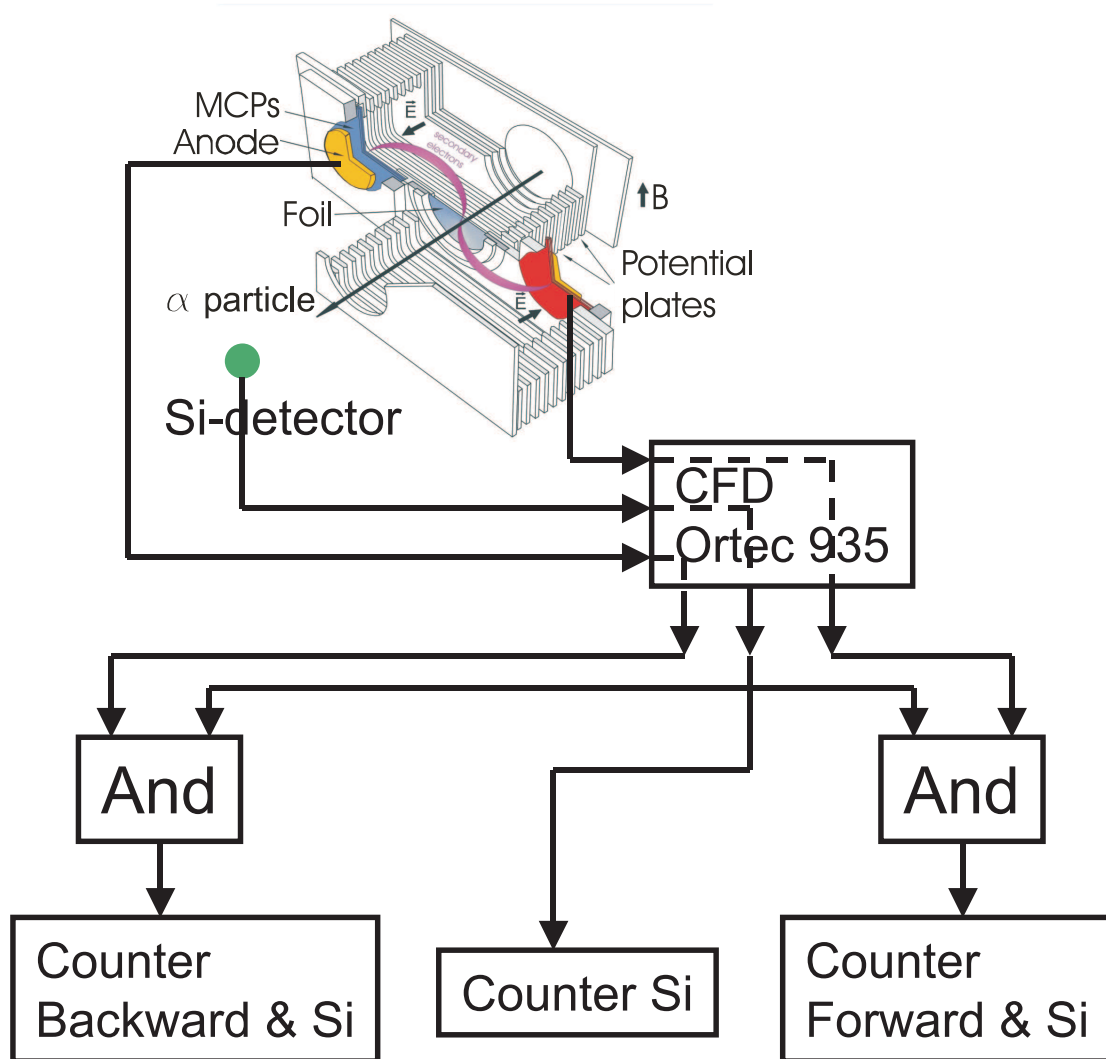 MCPs
Anode
E
secondary
electrons
B
Foil
Potential
plates
α particle
E
Si-detector
CFD
Ortec 935
And
And
Counter
Backward & Si
Counter Si
Counter
Forward & Si